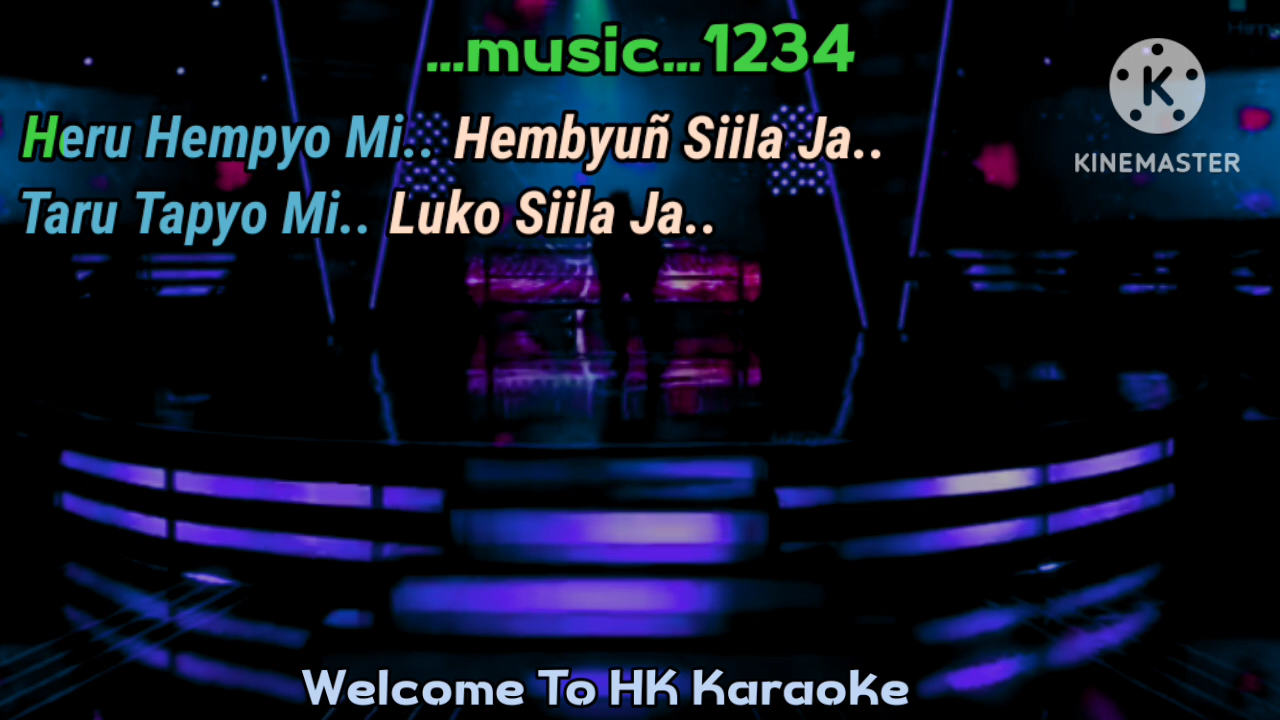 ...music...1234
Heru Hempyo Mi.. Hembyuñ Siila Ja..
Taru Tapyo Mi.. Luko Siila Ja..
K
KINEMASTER
Welcome To HK Karaoke